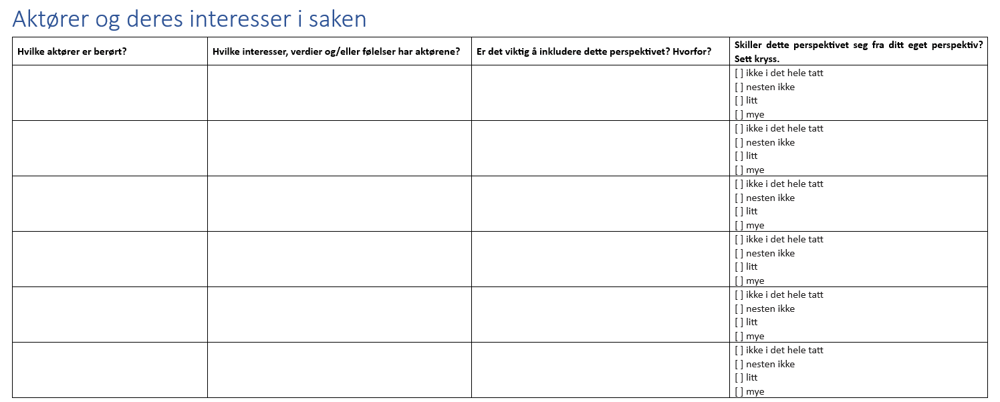 Aktører og deres interesser i saken
Hvilke aktører er berørt?
Hvilke interesser, verdier og/eller følelser har aktørene?
Er det viktig å inkludere dette perspektivet? Hvorfor?
Skiller dette perspektivet seg fra ditt eget perspektiv?
Sett kryss.
[ ] ikke i det hele tatt
[ ] nesten ikke
[ ] litt
[ ] mye
[ ] ikke i det hele tatt
[ ] nesten ikke
[ ] litt
[ ] mye
[ ] ikke i det hele tatt
[ ] nesten ikke
[ ] litt
[ ] mye
[ ] ikke i det hele tatt
[ ] nesten ikke
[ ] litt
[ ] mye
[ ] ikke i det hele tatt
[ ] nesten ikke
[ ] litt
[ ] mye
[ ] ikke i det hele tatt
[ ] nesten ikke
[ ] litt
[ ] mye